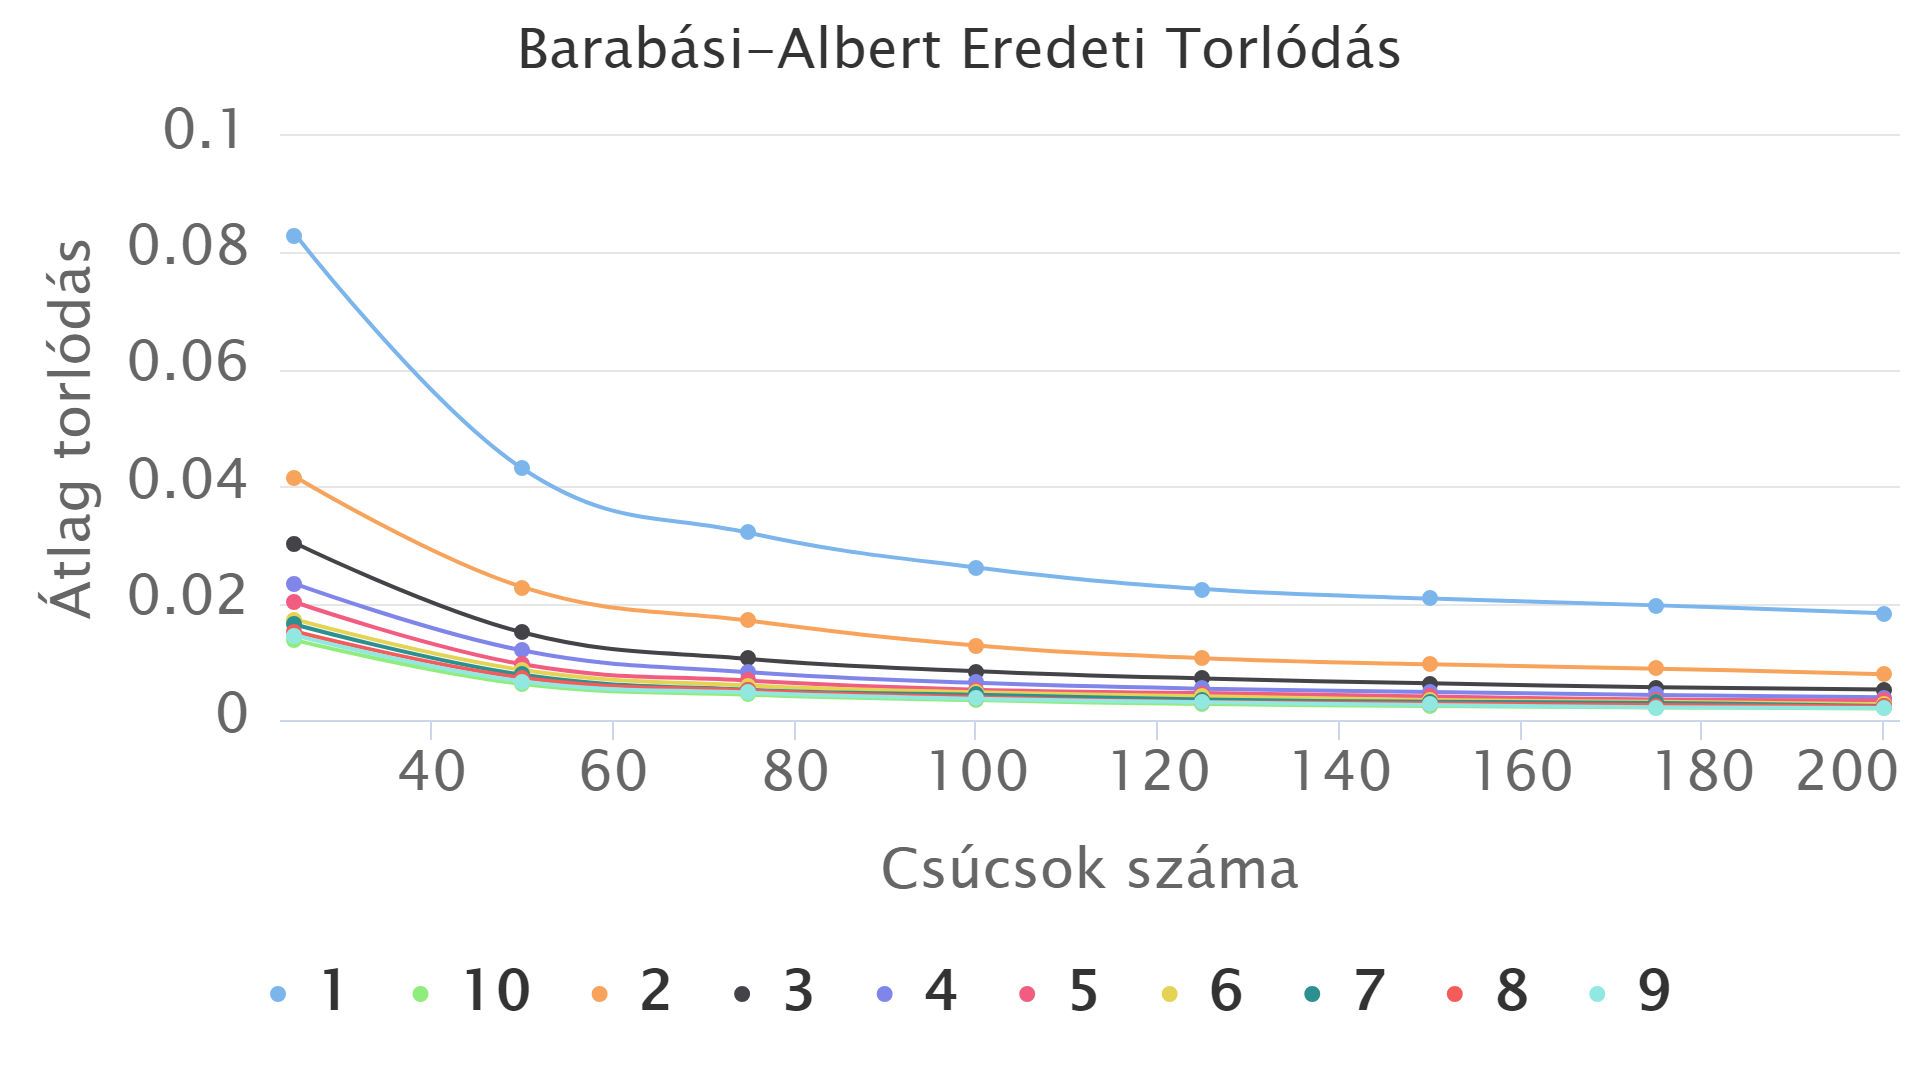 Barabási-Albert Eredeti Torlódás
0.1
0.08
0.06
0.04
0.02
0
Átlag torlódás
40 60 80 100 120 140 160 180 200
Csúcsok száma
1 10 2 3 4 5 6 7 8 9